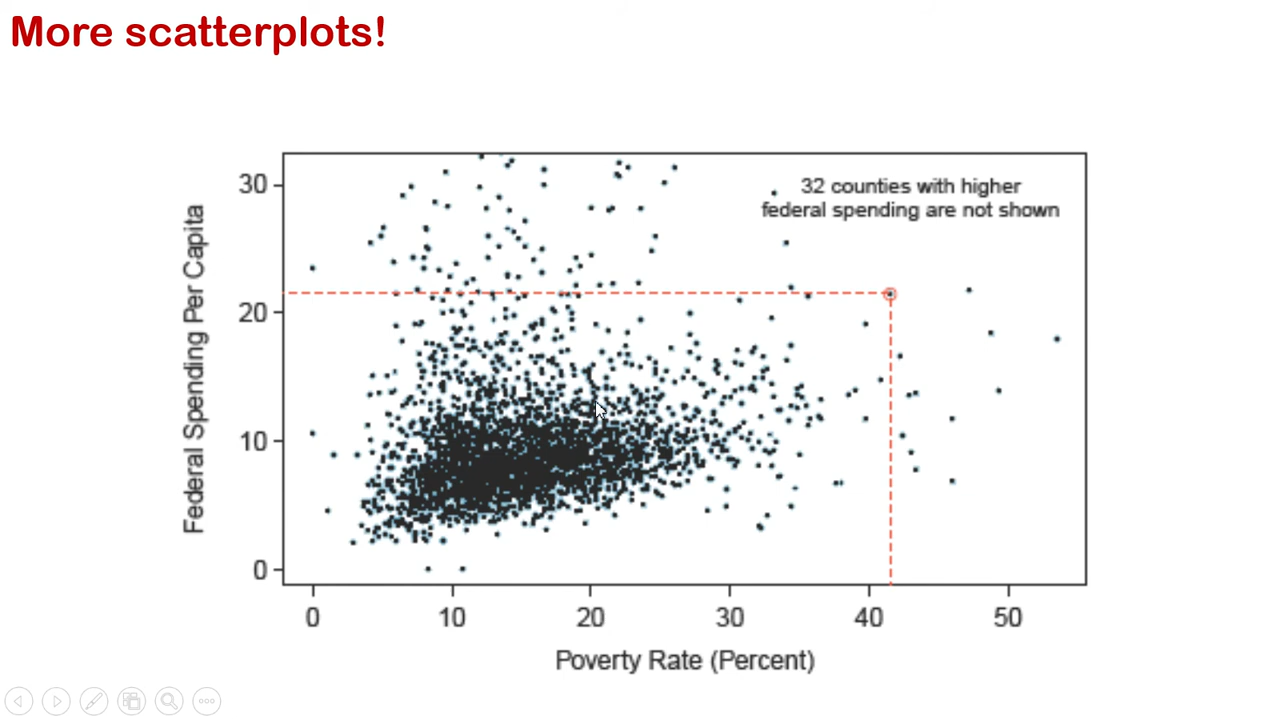 More scatterplots!
32 counties with higher
federal spending are not shown
Federal Spending Per Capita
30
20
10
0
0 10 20 30 40 50
Poverty Rate (Percent)